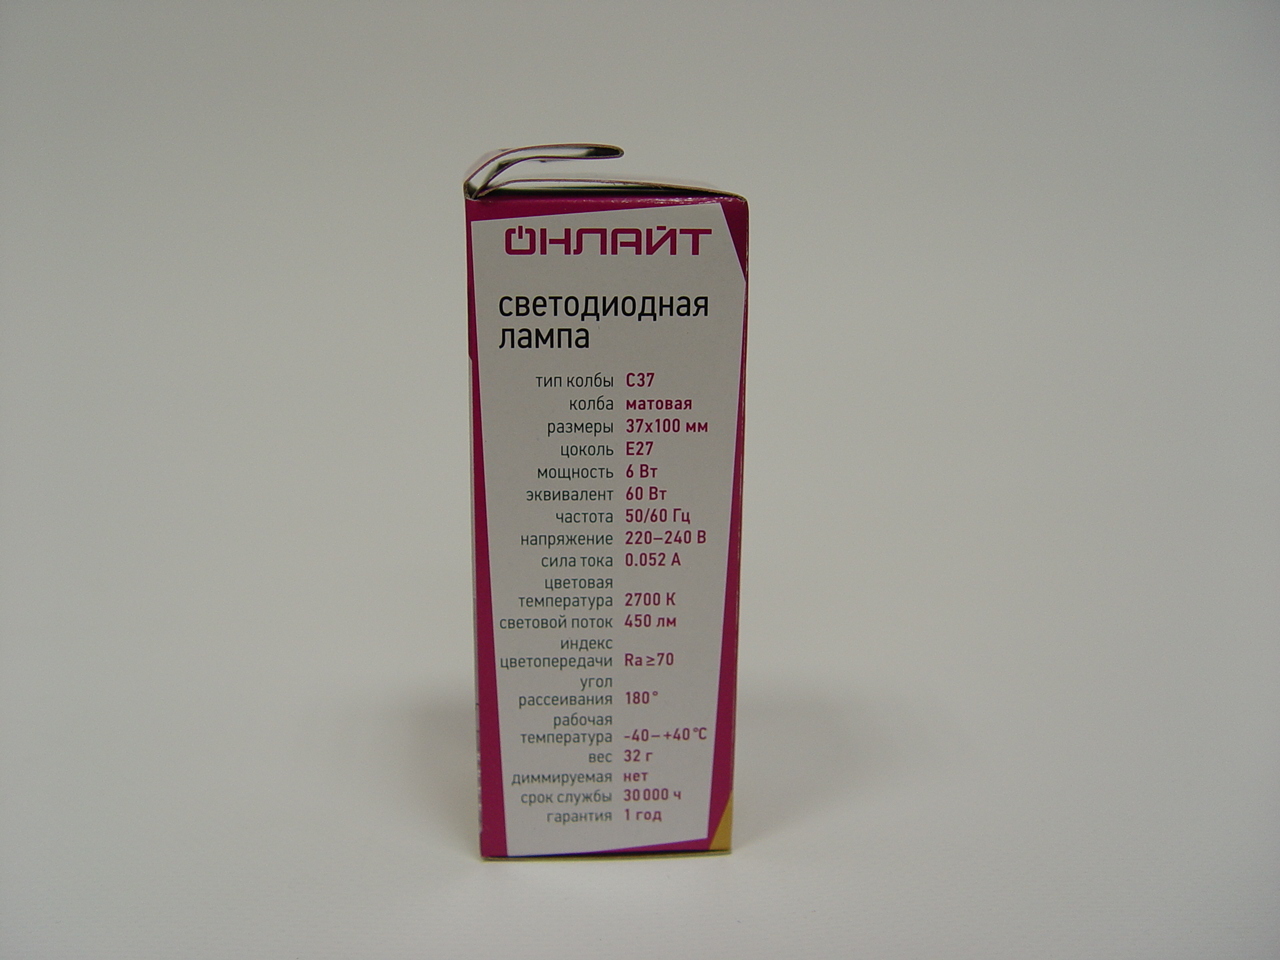 ОНЛАЙТ
светодиодная
лампа
тип колбы C37
колба матовая
размеры 37x100 мм
цоколь E27
мощность 6 Вт
эквивалент 60 Вт
частота 50/60 Гц
напряжение 220–240 В
сила тока 0.052 А
цветовая
температура 2700 К
световой поток 450 лм
индекс
цветопередачи Ra≥70
угол
рассеивания 180°
рабочая
температура -40–+40°C
вес 32 г
диммируемая нет
срок службы 30 000 ч
гарантия 1 год